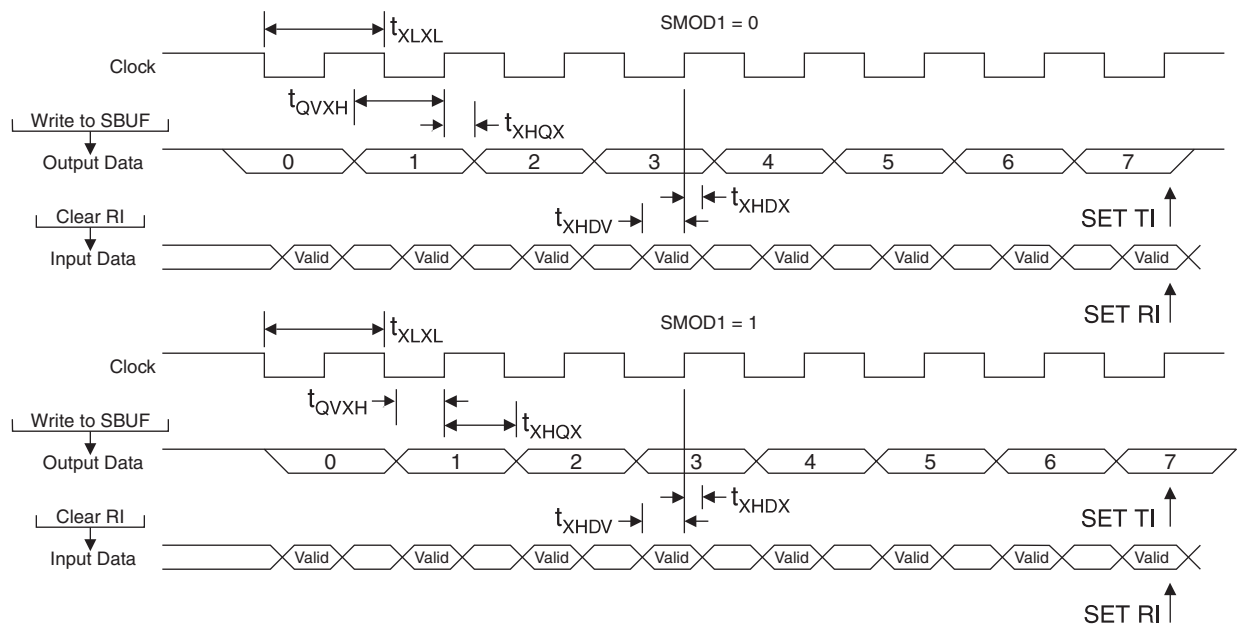 tXLXL
SMOD1 = 0
Clock
tQVXH
tXHQX
Write to SBUF
Output Data
0 1 2 3 4 5 6 7
tXHDX
tXHDV
SET TI
Clear RI
Input Data
Valid Valid Valid Valid Valid Valid Valid Valid
SET RI
tXLXL
SMOD1 = 1
Clock
tQVXH
tXHQX
Write to SBUF
Output Data
0 1 2 3 4 5 6 7
tXHDX
tXHDV
SET TI
Clear RI
Input Data
Valid Valid Valid Valid Valid Valid Valid Valid
SET RI